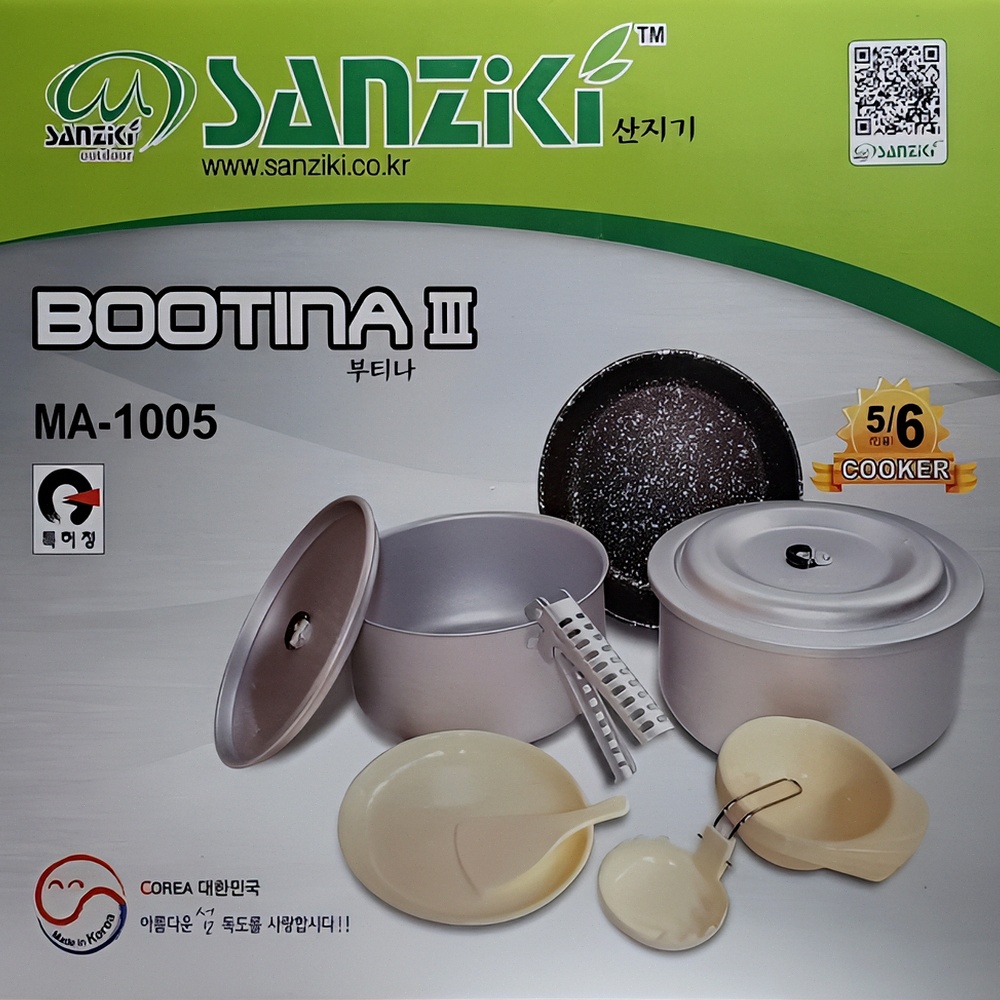 SANZiKi™
산지기
SANZiKi
outdoor
www.sanziki.co.kr
SANZiKi
BOOTINA III
부티나
MA-1005
5/6
(인용)
COOKER
특허청
COREA 대한민국
아름다운 섬 독도를 사랑합시다!!
Made in Korea